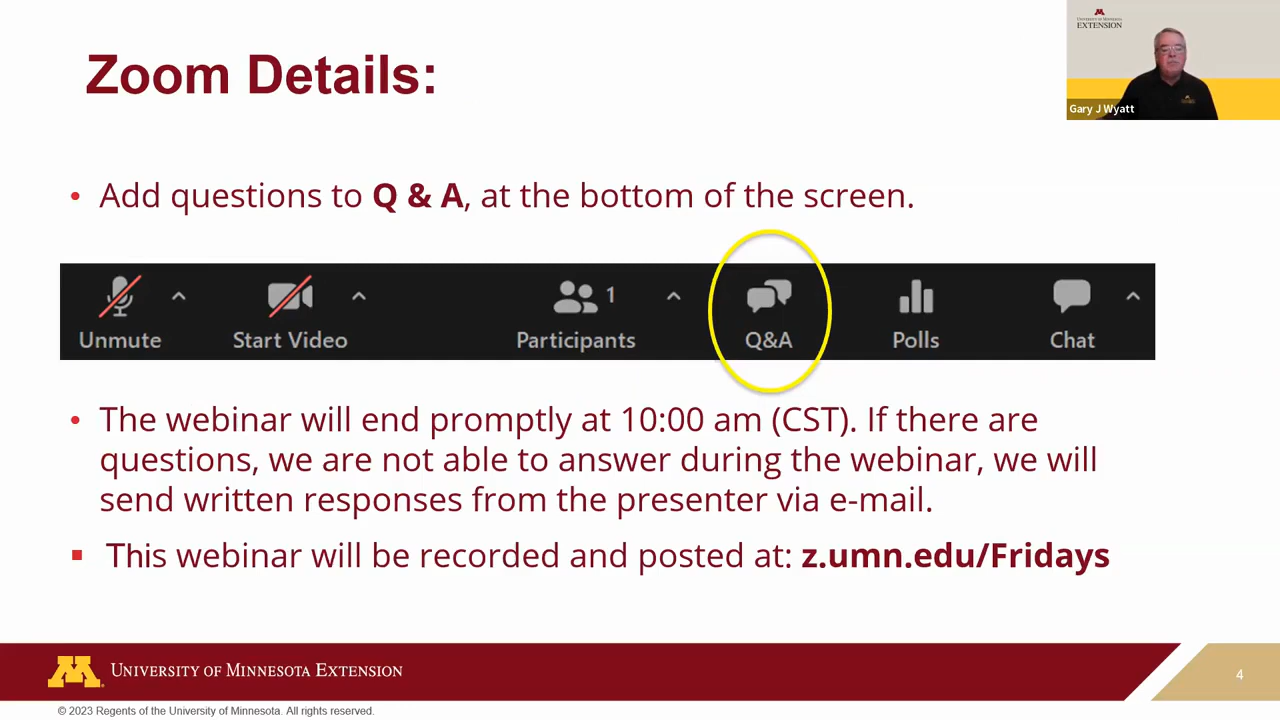 Zoom Details:
UNIVERSITY OF MINNESOTA
EXTENSION
Gary J Wyatt
• Add questions to Q & A, at the bottom of the screen.
Unmute
Start Video
1
Participants
Q&A
Polls
Chat
• The webinar will end promptly at 10:00 am (CST). If there are
questions, we are not able to answer during the webinar, we will
send written responses from the presenter via e-mail.
▪ This webinar will be recorded and posted at: z.umn.edu/Fridays
M
UNIVERSITY OF MINNESOTA EXTENSION
4
© 2023 Regents of the University of Minnesota. All rights reserved.